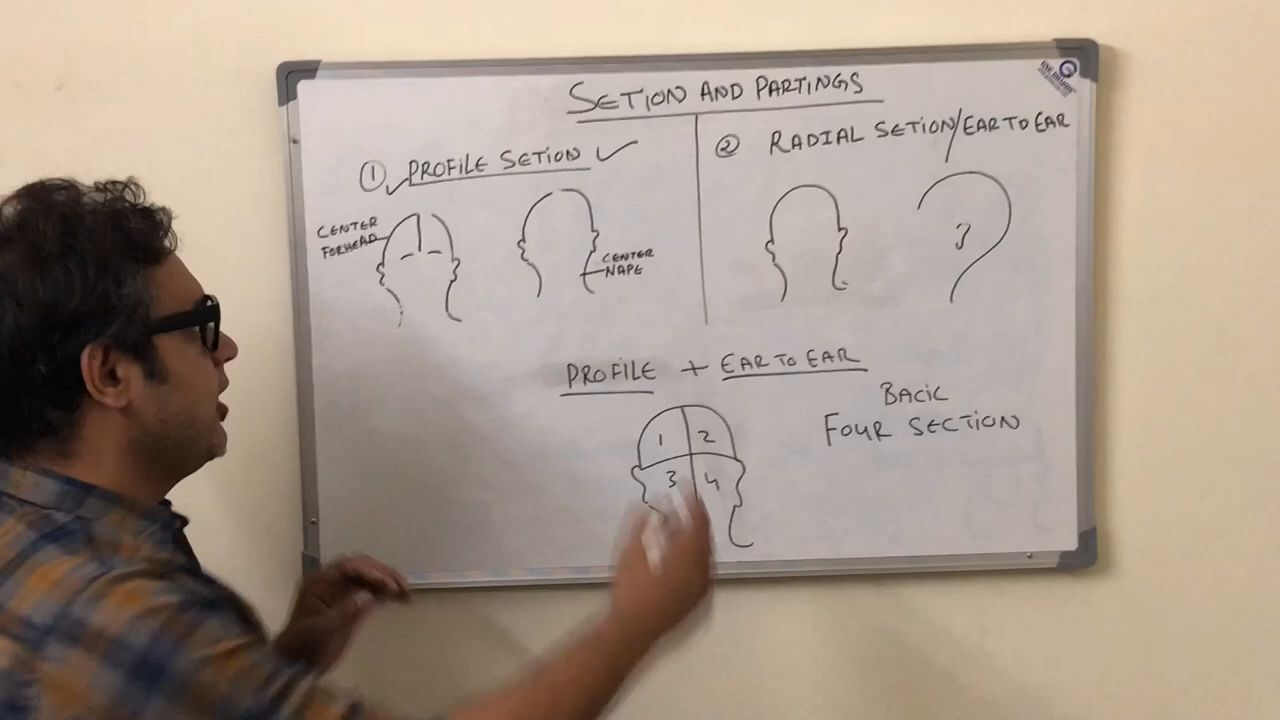 SETION AND PARTINGS
① PROFILE SETION
CENTER
FORHEAD
CENTER
NAPE
② RADIAL SETION/EAR TO EAR
PROFILE + EAR TO EAR
1 2
3 4
BACIC
FOUR SECTION